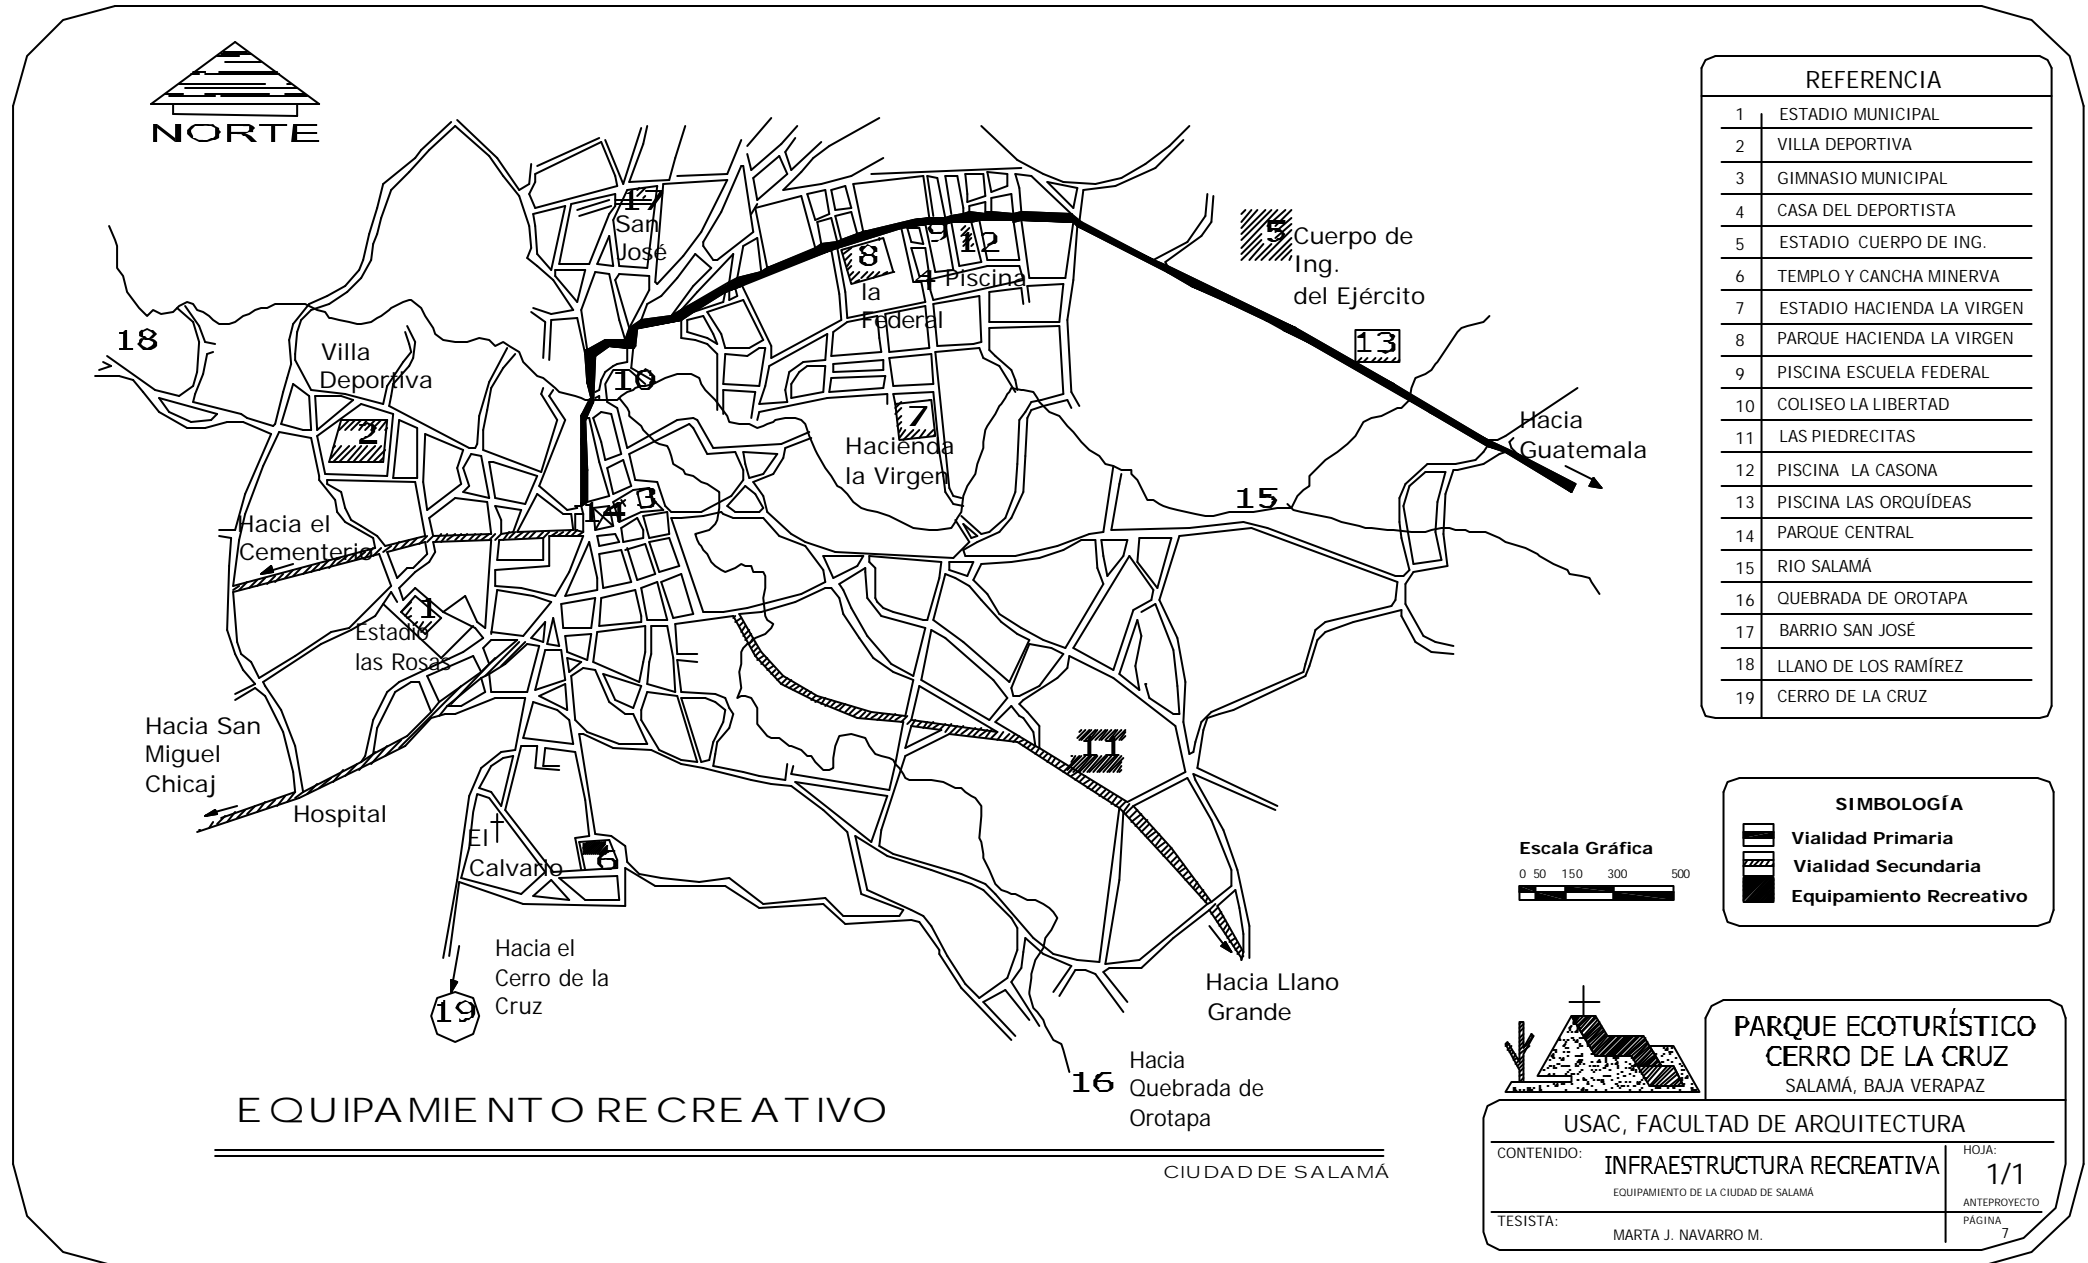 NORTE
17
San
José
18
Villa
Deportiva
2
10
8
la
Federal
9
12
4 Piscina
5
Cuerpo de
Ing.
del Ejército
13
Hacia
Guatemala
7
Hacienda
la Virgen
15
14
3
Hacia el
Cementerio
1
Estadio
las Rosas
Hacia San
Miguel
Chicaj
Hospital
11
El
Calvario
6
Hacia el
Cerro de la
Cruz
19
Hacia Llano
Grande
16
Hacia
Quebrada de
Orotapa
EQUIPAMIENTO RECREATIVO
CIUDAD DE SALAMÁ
REFERENCIA
1 ESTADIO MUNICIPAL
2 VILLA DEPORTIVA
3 GIMNASIO MUNICIPAL
4 CASA DEL DEPORTISTA
5 ESTADIO CUERPO DE ING.
6 TEMPLO Y CANCHA MINERVA
7 ESTADIO HACIENDA LA VIRGEN
8 PARQUE HACIENDA LA VIRGEN
9 PISCINA ESCUELA FEDERAL
10 COLISEO LA LIBERTAD
11 LAS PIEDRECITAS
12 PISCINA LA CASONA
13 PISCINA LAS ORQUÍDEAS
14 PARQUE CENTRAL
15 RIO SALAMÁ
16 QUEBRADA DE OROTAPA
17 BARRIO SAN JOSÉ
18 LLANO DE LOS RAMÍREZ
19 CERRO DE LA CRUZ
SIMBOLOGÍA
Vialidad Primaria
Vialidad Secundaria
Equipamiento Recreativo
Escala Gráfica
0 50 150 300 500
PARQUE ECOTURÍSTICO
CERRO DE LA CRUZ
SALAMÁ, BAJA VERAPAZ
USAC, FACULTAD DE ARQUITECTURA
CONTENIDO:
INFRAESTRUCTURA RECREATIVA
EQUIPAMIENTO DE LA CIUDAD DE SALAMÁ
HOJA:
1/1
ANTEPROYECTO
TESISTA:
MARTA J. NAVARRO M.
PÁGINA
7